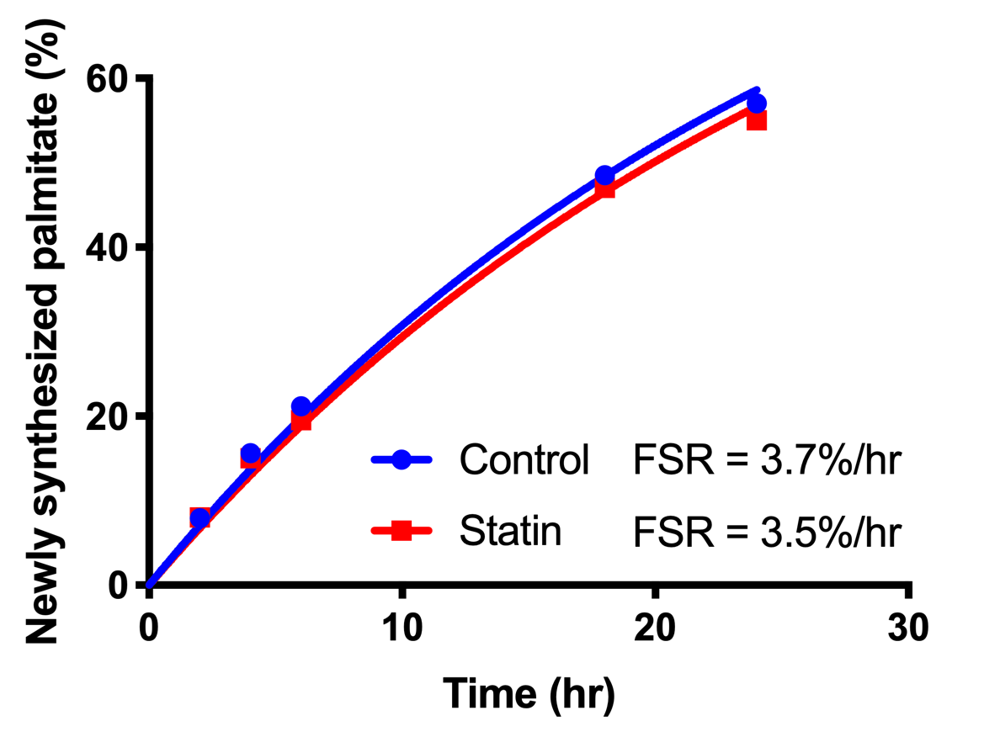 Newly synthesized palmitate (%)
60
40
20
0
Control FSR = 3.7%/hr
Statin FSR = 3.5%/hr
0 10 20 30
Time (hr)